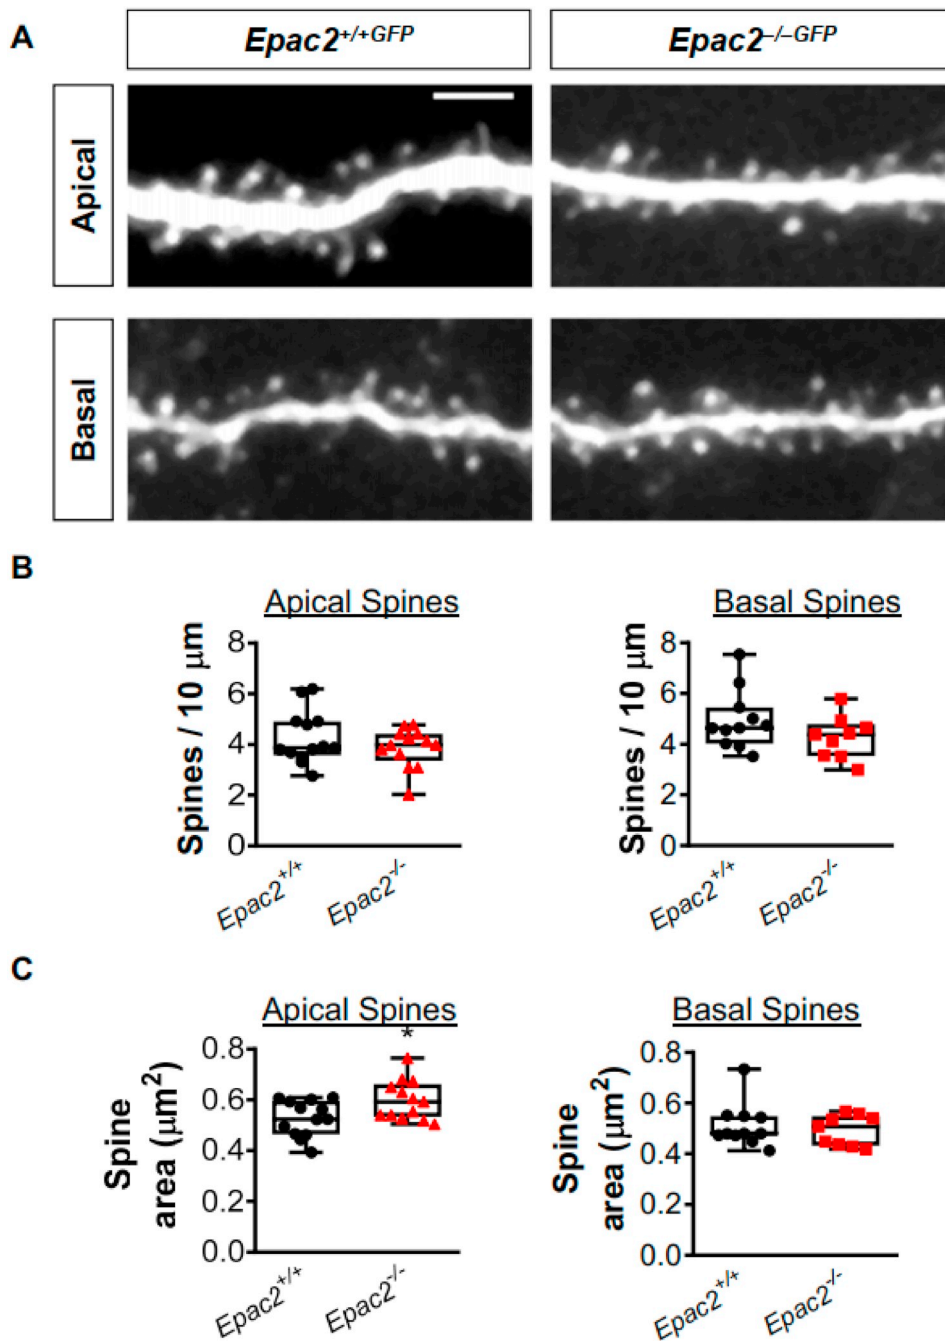 A
Epac2+/+GFP
Epac2–/–GFP
Apical
Basal
B
Apical Spines
Basal Spines
Spines / 10 μm
8
6
4
2
0
Epac2+/+
Epac2-/-
Spines / 10 μm
8
6
4
2
0
Epac2+/+
Epac2-/-
C
Apical Spines
Basal Spines
*
Spine
area (μm2)
0.8
0.6
0.4
0.2
0.0
Epac2+/+
Epac2-/-
Spine
area (μm2)
0.8
0.6
0.4
0.2
0.0
Epac2+/+
Epac2-/-